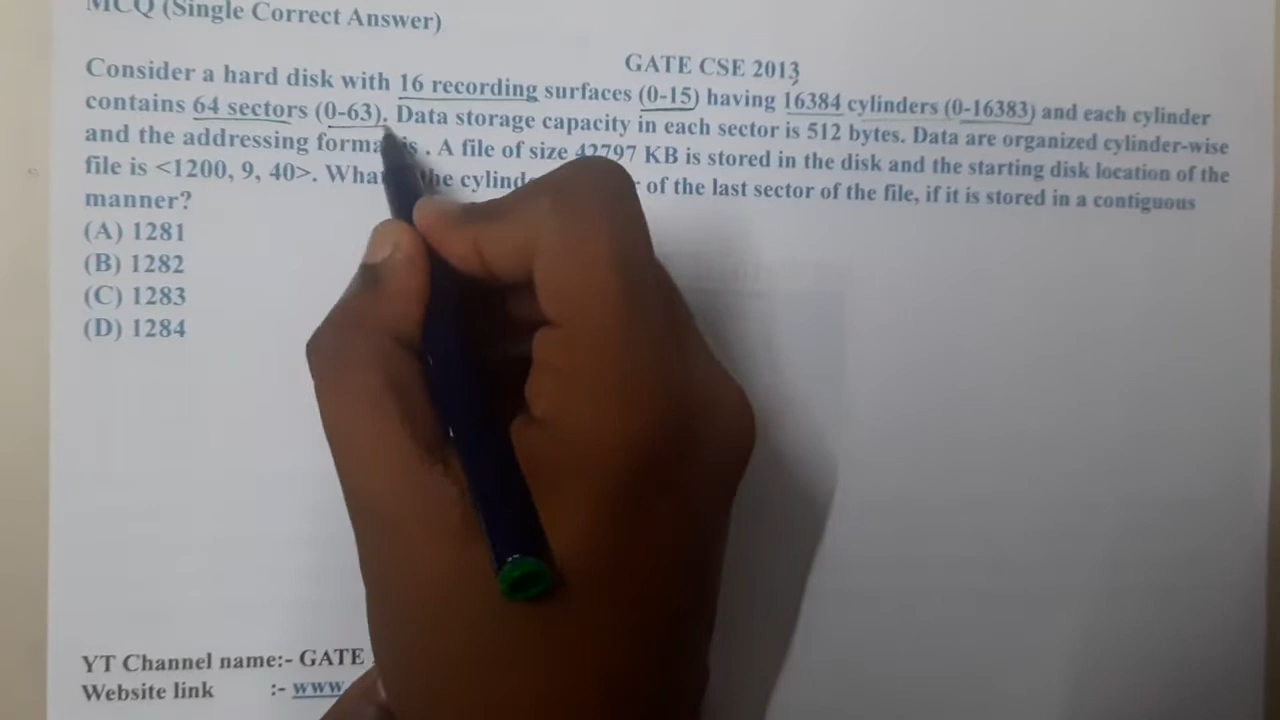 MCQ (Single Correct Answer)
GATE CSE 2013
Consider a hard disk with 16 recording surfaces (0-15) having 16384 cylinders (0-16383) and each cylinder
contains 64 sectors (0-63). Data storage capacity in each sector is 512 bytes. Data are organized cylinder-wise
and the addressing forma is . A file of size 42797 KB is stored in the disk and the starting disk location of the
file is <1200, 9, 40>. What he cylind of the last sector of the file, if it is stored in a contiguous
manner?
(A) 1281
(B) 1282
(C) 1283
(D) 1284
YT Channel name:- GATE
Website link :- www